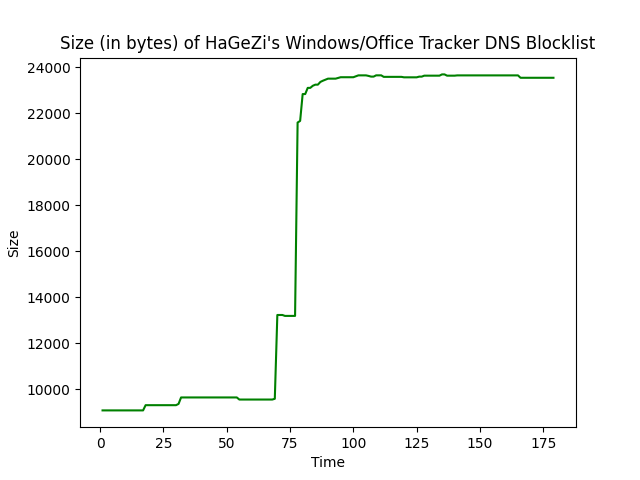 Size (in bytes) of HaGeZi's Windows/Office Tracker DNS Blocklist
24000
22000
20000
18000
16000
14000
12000
10000
Size
0 25 50 75 100 125 150 175
Time